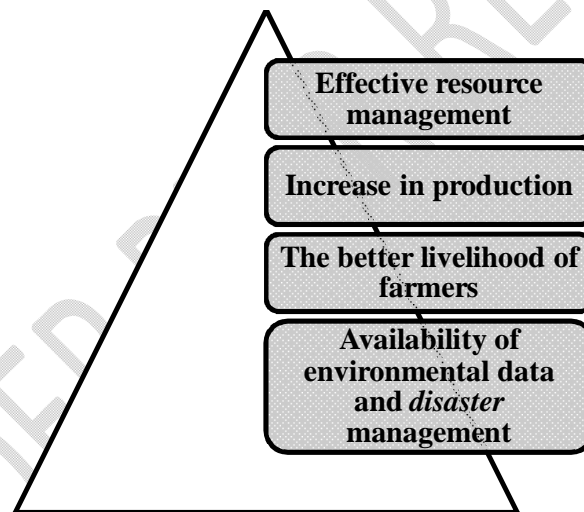 Effective resource
management
Increase in production
The better livelihood of
farmers
Availability of
environmental data
and disaster
management